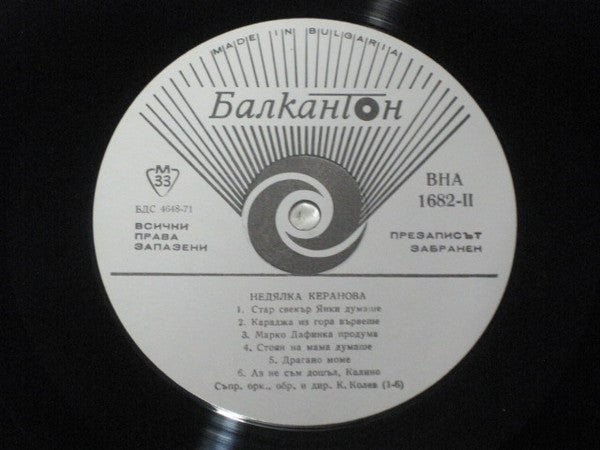 MADE IN BULGARIA
Балкантон
М
33
БДС 4648-71
ВСИЧКИ
ПРАВА
ЗАПАЗЕНИ
ВНА
1682-II
ПРЕЗАПИСЪТ
ЗАБРАНЕН
НЕДЯЛКА КЕРАНОВА
1. Стар свекър Янки думаше
2. Караджа из гора вървеше
3. Марко Дафинка продума
4. Стоян на мама думаше
5. Драгано моме
6. Аз не съм дошъл, Калино
Съпр. орк., обр. и дир. К. Колев (1-6)